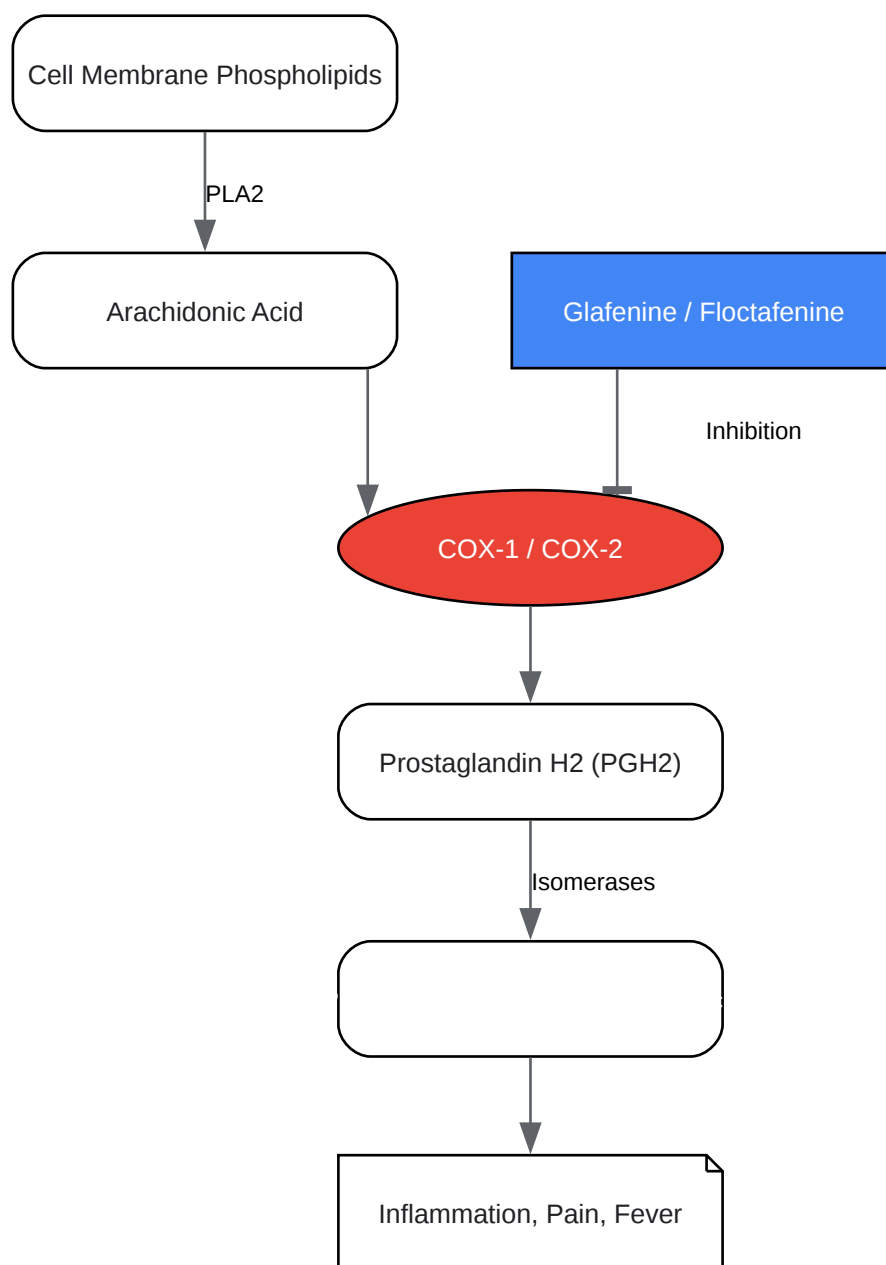 Cell Membrane Phospholipids
PLA2
Arachidonic Acid
Glafenine / Floctafenine
Inhibition
COX-1 / COX-2
Prostaglandin H2 (PGH2)
Isomerases
Inflammation, Pain, Fever